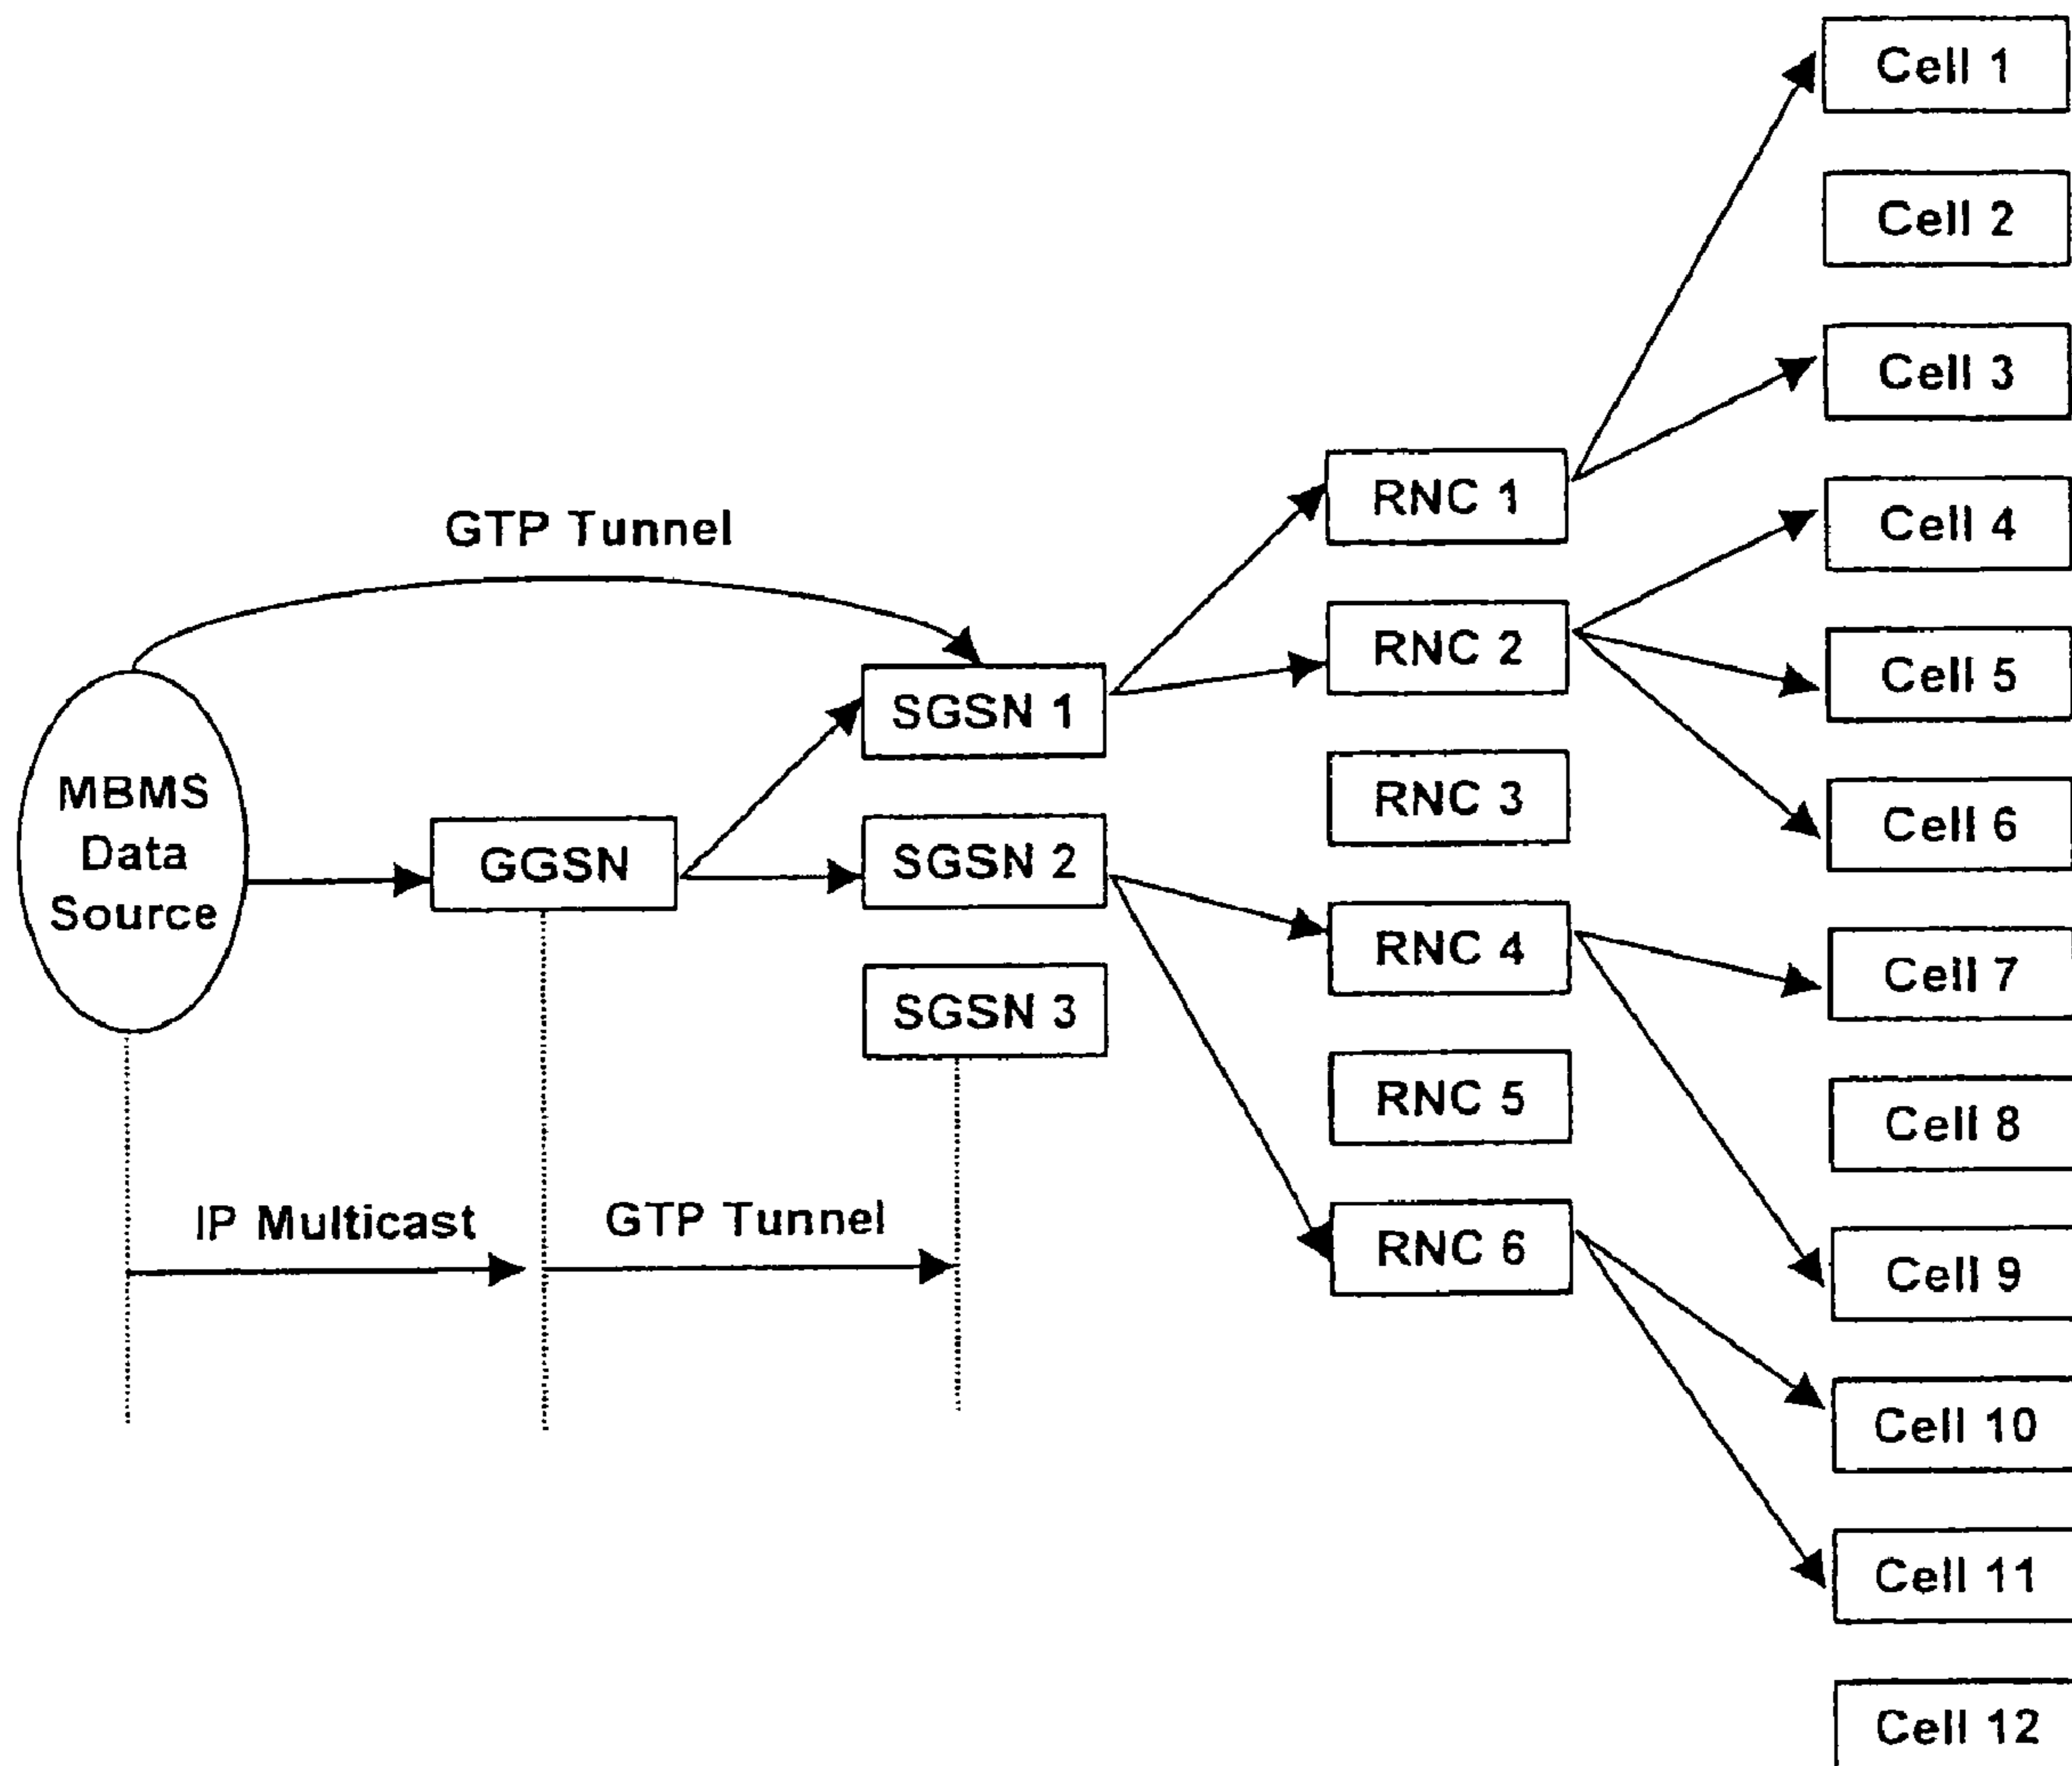 Cell 1
Cell 2
Cell 3
Cell 4
Cell 5
Cell 6
Cell 7
Cell 8
Cell 9
Cell 10
Cell 11
Cell 12
RNC 1
RNC 2
RNC 3
RNC 4
RNC 5
RNC 6
GTP Tunnel
SGSN 1
SGSN 2
SGSN 3
MBMS
Data
Source
GGSN
IP Multicast
GTP Tunnel